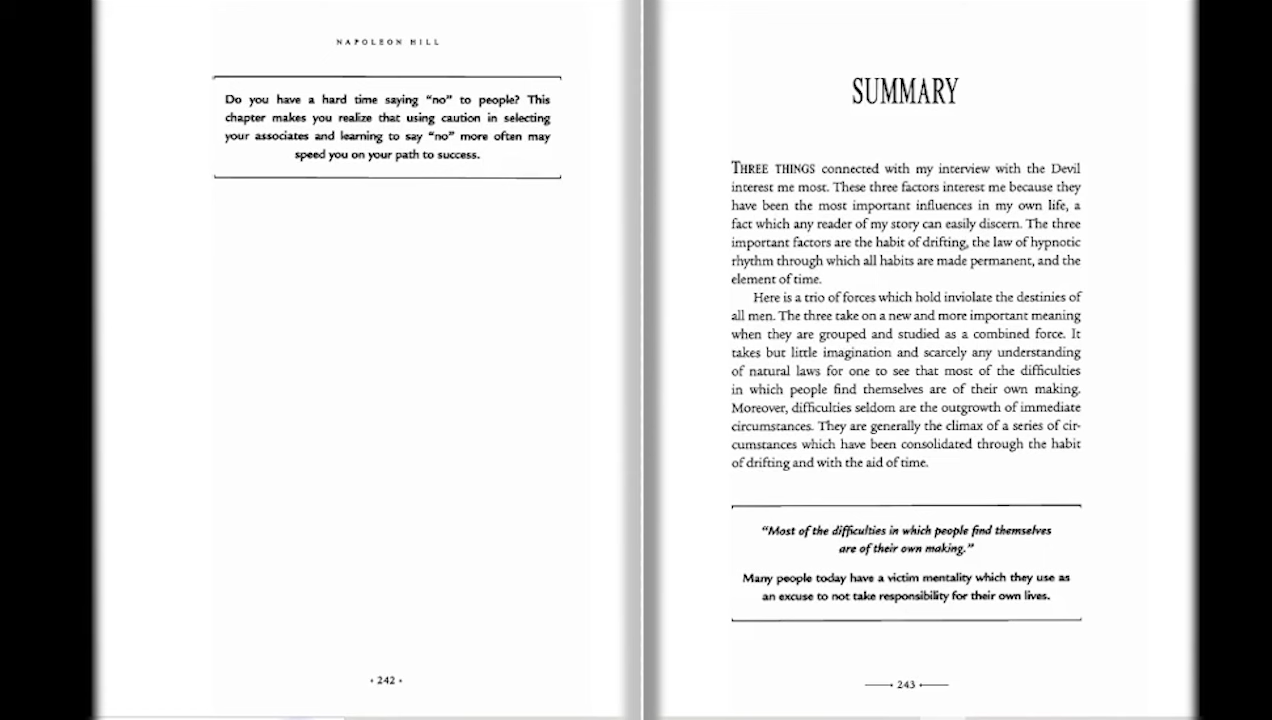 NAPOLEON HILL
Do you have a hard time saying “no” to people? This
chapter makes you realize that using caution in selecting
your associates and learning to say “no” more often may
speed you on your path to success.
• 242 •
SUMMARY
THREE THINGS connected with my interview with the Devil
interest me most. These three factors interest me because they
have been the most important influences in my own life, a
fact which any reader of my story can easily discern. The three
important factors are the habit of drifting, the law of hypnotic
rhythm through which all habits are made permanent, and the
element of time.
Here is a trio of forces which hold inviolate the destinies of
all men. The three take on a new and more important meaning
when they are grouped and studied as a combined force. It
takes but little imagination and scarcely any understanding
of natural laws for one to see that most of the difficulties
in which people find themselves are of their own making.
Moreover, difficulties seldom are the outgrowth of immediate
circumstances. They are generally the climax of a series of cir-
cumstances which have been consolidated through the habit
of drifting and with the aid of time.
“Most of the difficulties in which people find themselves
are of their own making.”
Many people today have a victim mentality which they use as
an excuse to not take responsibility for their own lives.
• 243 •